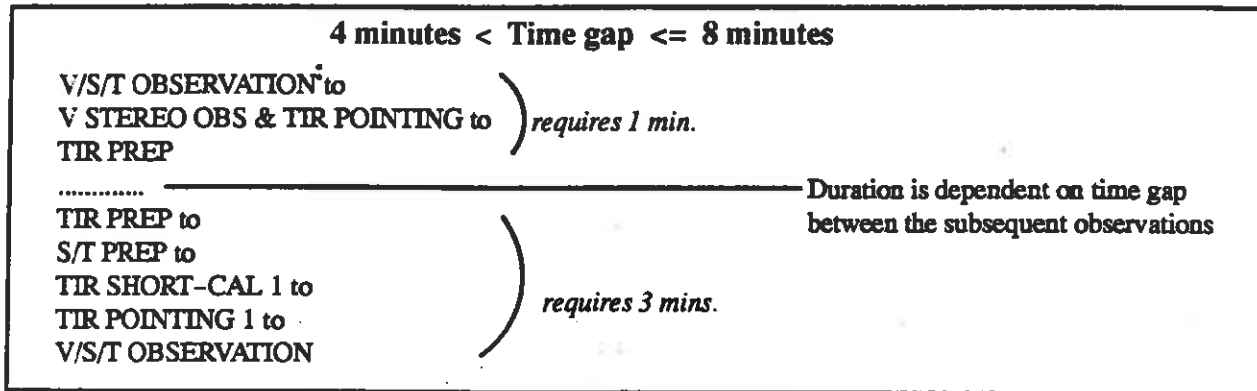 4 minutes < Time gap <= 8 minutes
V/S/T OBSERVATION to
V STEREO OBS & TIR POINTING to
requires 1 min.
TIR PREP
.............
Duration is dependent on time gap
between the subsequent observations
TIR PREP to
S/T PREP to
TIR SHORT-CAL 1 to
requires 3 mins.
TIR POINTING 1 to
V/S/T OBSERVATION